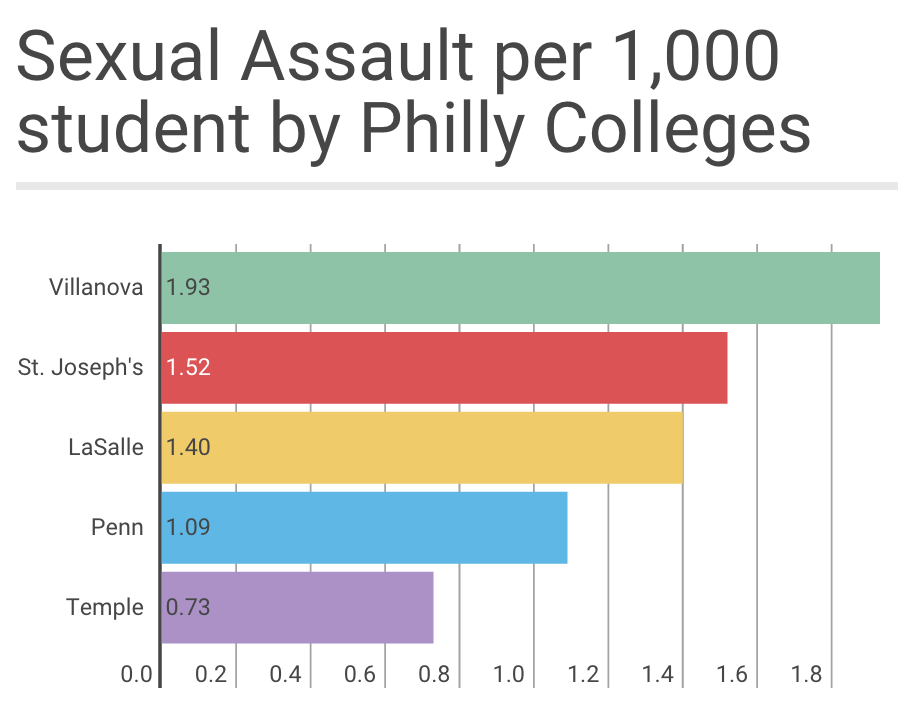 Sexual Assault per 1,000
student by Philly Colleges
Villanova 1.93
St. Joseph's 1.52
LaSalle 1.40
Penn 1.09
Temple 0.73
0.0 0.2 0.4 0.6 0.8 1.0 1.2 1.4 1.6 1.8